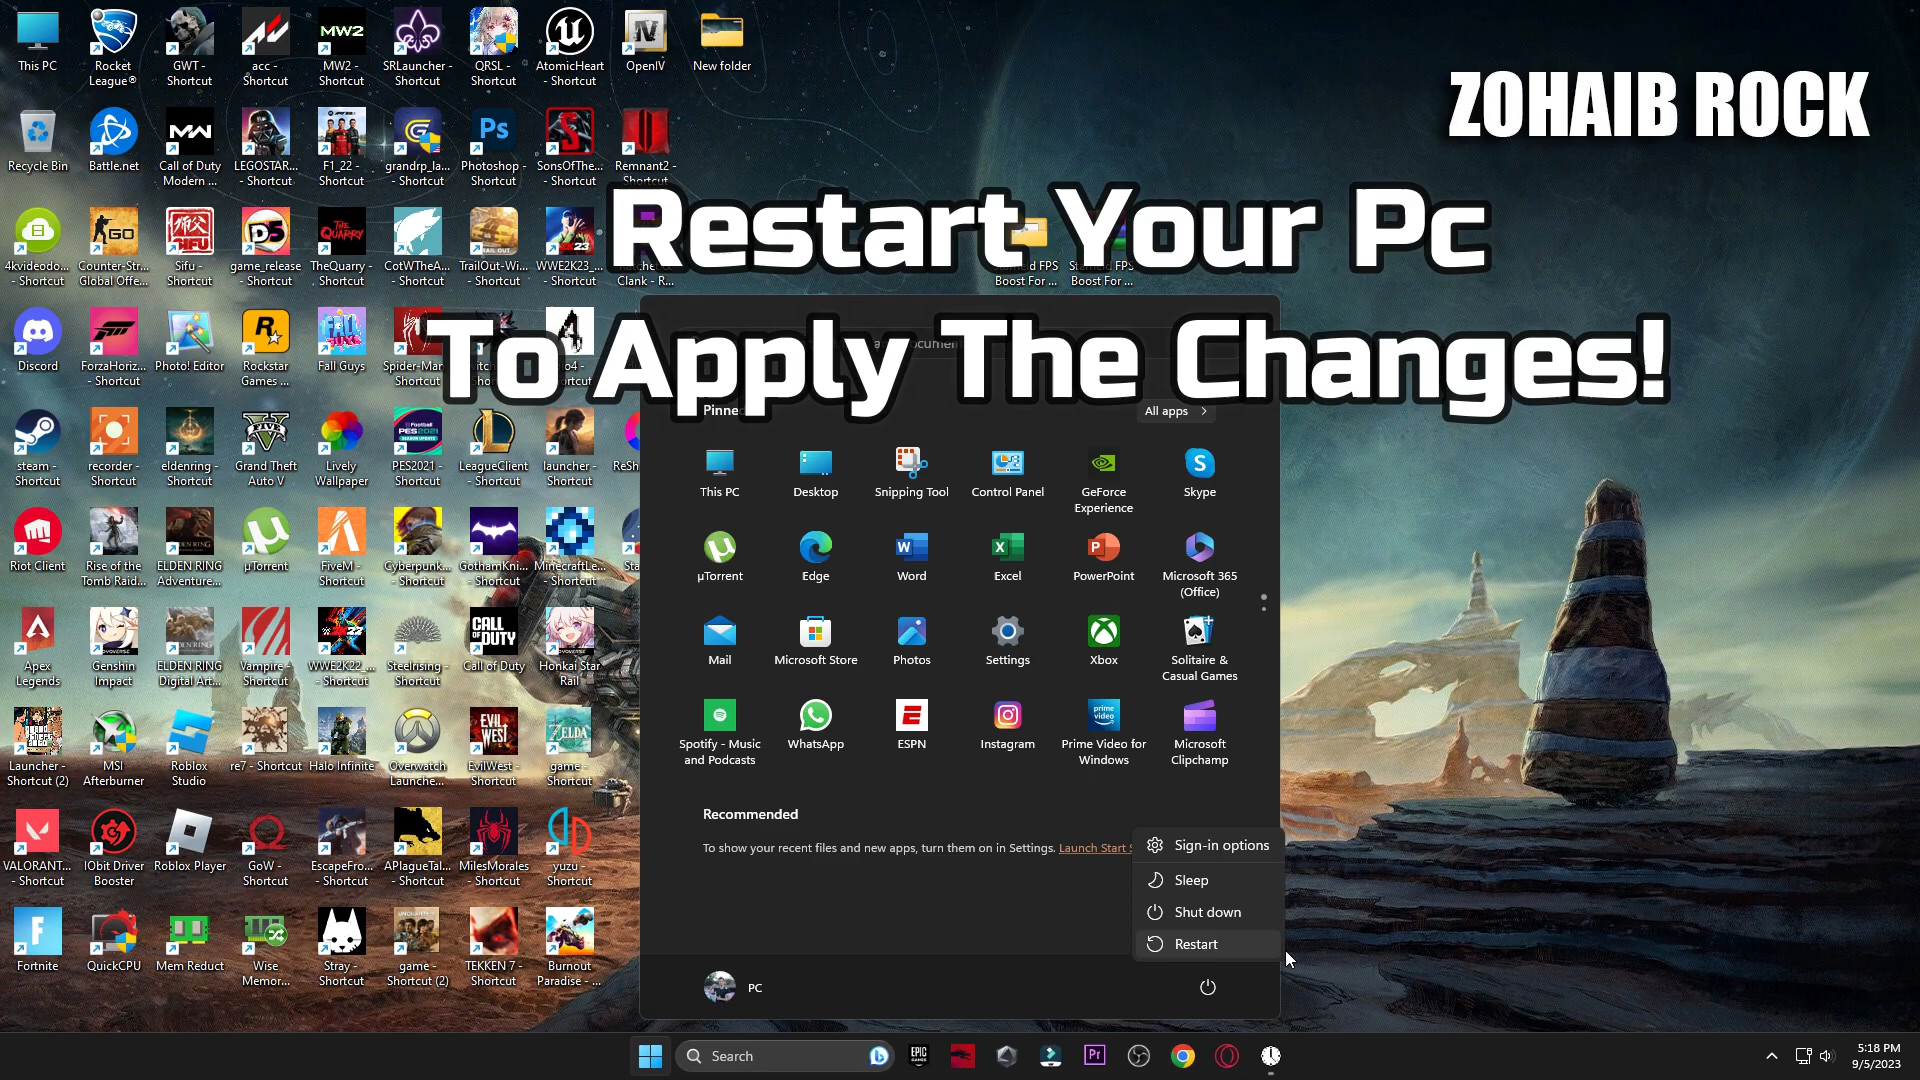 ZOHAIB ROCK
Restart Your Pc
To Apply The Changes!
This PC
Rocket League®
GWT - Shortcut
acc - Shortcut
MW2 - Shortcut
SRLauncher - Shortcut
QRSL - Shortcut
AtomicHeart - Shortcut
OpenIV
New folder
Recycle Bin
Battle.net
Call of Duty Modern ...
LEGOSTAR... - Shortcut
F1_22 - Shortcut
grandrp_la... - Shortcut
Photoshop - Shortcut
SonsOfThe... - Shortcut
Remnant2 - Shortcut
4kvideodo... - Shortcut
Counter-Str... Global Offe...
Sifu - Shortcut
game_release - Shortcut
TheQuarry - Shortcut
CotWTheA... - Shortcut
TrailOut-Wi... - Shortcut
WWE2K23_... - Shortcut
Clank - R...
Starfield FPS Boost For ...
Starfield FPS Boost For ...
Discord
ForzaHoriz... - Shortcut
Photo! Editor
Rockstar Games ...
Fall Guys
Spider-Man Shortcut
steam - Shortcut
recorder - Shortcut
eldenring - Shortcut
Grand Theft Auto V
Lively Wallpaper
PES2021 - Shortcut
LeagueClient - Shortcut
launcher - Shortcut
Riot Client
Rise of the Tomb Raid...
ELDEN RING Adventure...
µTorrent
FiveM - Shortcut
Cyberpunk... - Shortcut
GothamKni... - Shortcut
MinecraftLe... - Shortcut
Apex Legends
Genshin Impact
ELDEN RING Digital Art...
Vampire - Shortcut
WWE2K22_... - Shortcut
Steelrising - Shortcut
Call of Duty
Honkai Star Rail
Launcher - Shortcut (2)
MSI Afterburner
Roblox Studio
re7 - Shortcut
Halo Infinite
Overwatch Launche...
EvilWest - Shortcut
game - Shortcut
VALORANT... - Shortcut
IObit Driver Booster
Roblox Player
GoW - Shortcut
EscapeFro... - Shortcut
APlagueTal... - Shortcut
MilesMorales - Shortcut
yuzu - Shortcut
Fortnite
QuickCPU
Mem Reduct
Wise Memor...
Stray - Shortcut
game - Shortcut (2)
TEKKEN 7 - Shortcut
Burnout Paradise - ...
Pinned
All apps
This PC
Desktop
Snipping Tool
Control Panel
GeForce Experience
Skype
µTorrent
Edge
Word
Excel
PowerPoint
Microsoft 365 (Office)
Mail
Microsoft Store
Photos
Settings
Xbox
Solitaire & Casual Games
Spotify - Music and Podcasts
WhatsApp
ESPN
Instagram
Prime Video for Windows
Microsoft Clipchamp
Recommended
To show your recent files and new apps, turn them on in Settings. Launch Start
Sign-in options
Sleep
Shut down
Restart
PC
Search
5:18 PM
9/5/2023